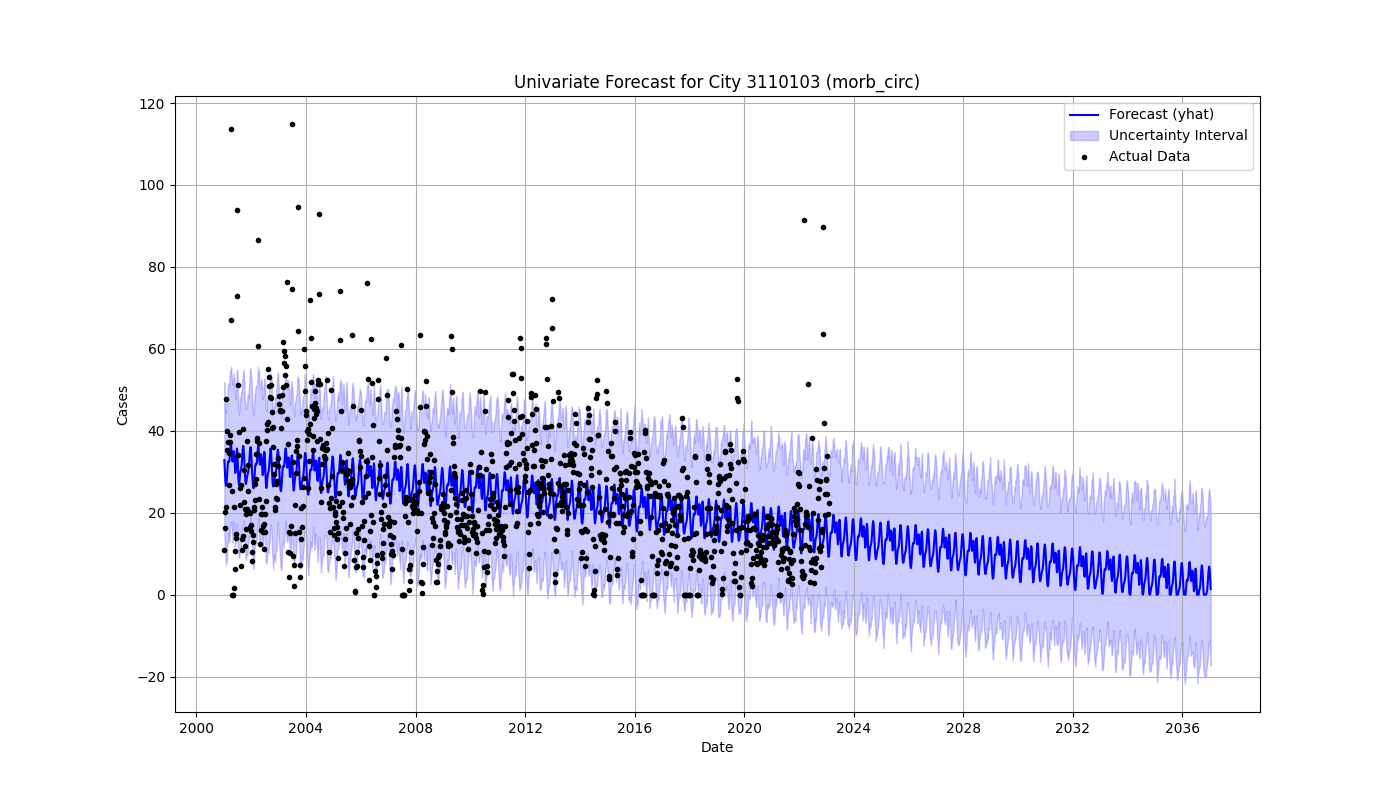 Univariate Forecast for City 3110103 (morb_circ)
Forecast (yhat)
Uncertainty Interval
Actual Data
120
100
80
60
40
20
0
−20
Cases
2000 2004 2008 2012 2016 2020 2024 2028 2032 2036
Date